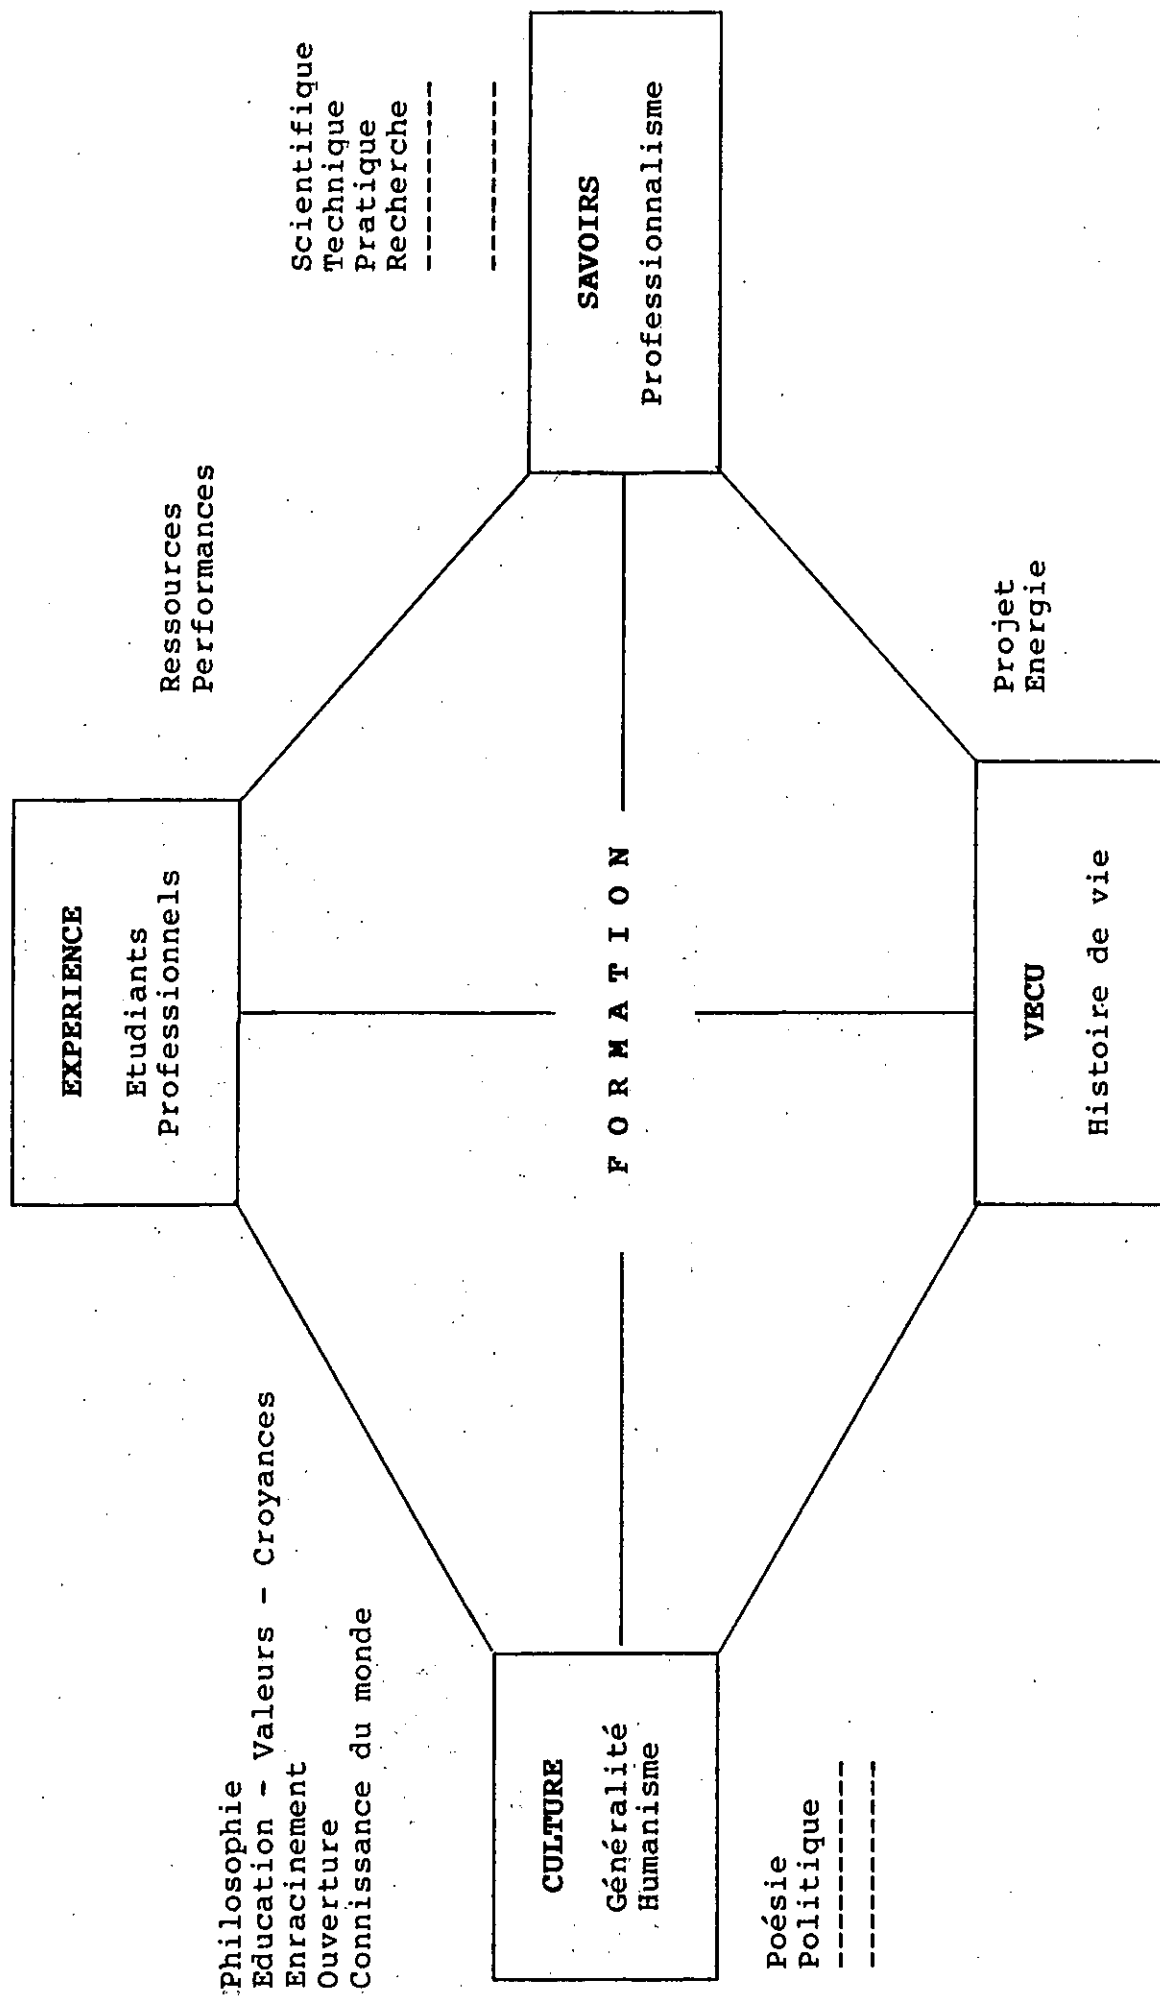 Philosophie
Education - Valeurs - Croyances
Enracinement
Ouverture
Connissance du monde
EXPERIENCE
Etudiants
Professionnels
Ressources
Performances
Scientifique
Technique
Pratique
Recherche
---------
---------
CULTURE
Généralité
Humanisme
F O R M A T I O N
SAVOIRS
Professionnalisme
Poésie
Politique
----------
----------
VECU
Histoire de vie
Projet
Energie